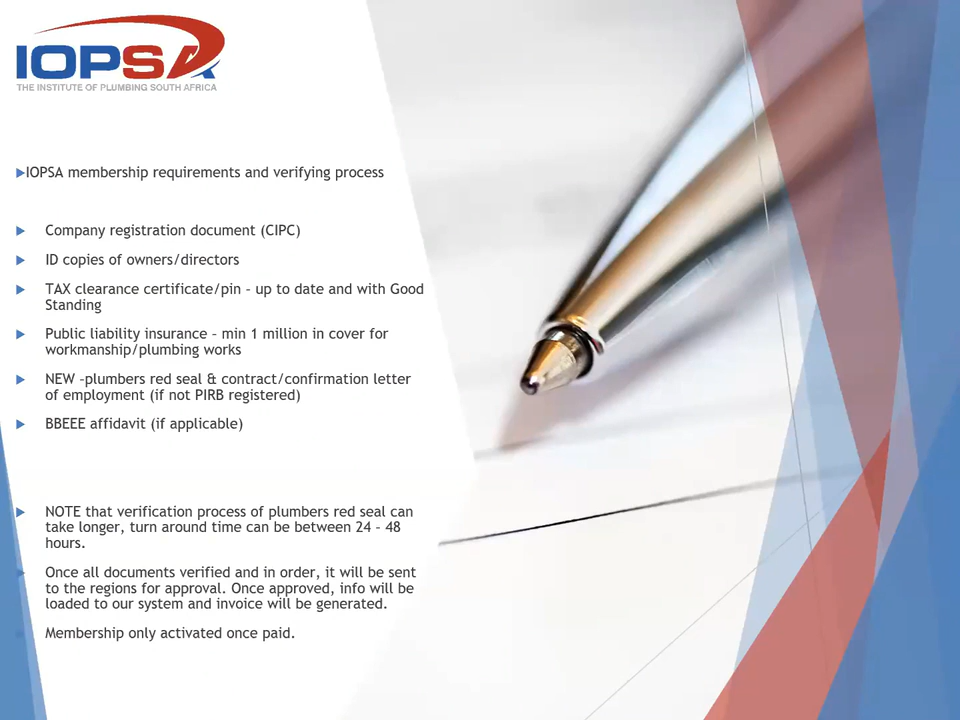 IOPSA
THE INSTITUTE OF PLUMBING SOUTH AFRICA
IOPSA membership requirements and verifying process
Company registration document (CIPC)
ID copies of owners/directors
TAX clearance certificate/pin – up to date and with Good
Standing
Public liability insurance – min 1 million in cover for
workmanship/plumbing works
NEW –plumbers red seal & contract/confirmation letter
of employment (if not PIRB registered)
BBEEE affidavit (if applicable)
NOTE that verification process of plumbers red seal can
take longer, turn around time can be between 24 – 48
hours.
Once all documents verified and in order, it will be sent
to the regions for approval. Once approved, info will be
loaded to our system and invoice will be generated.
Membership only activated once paid.